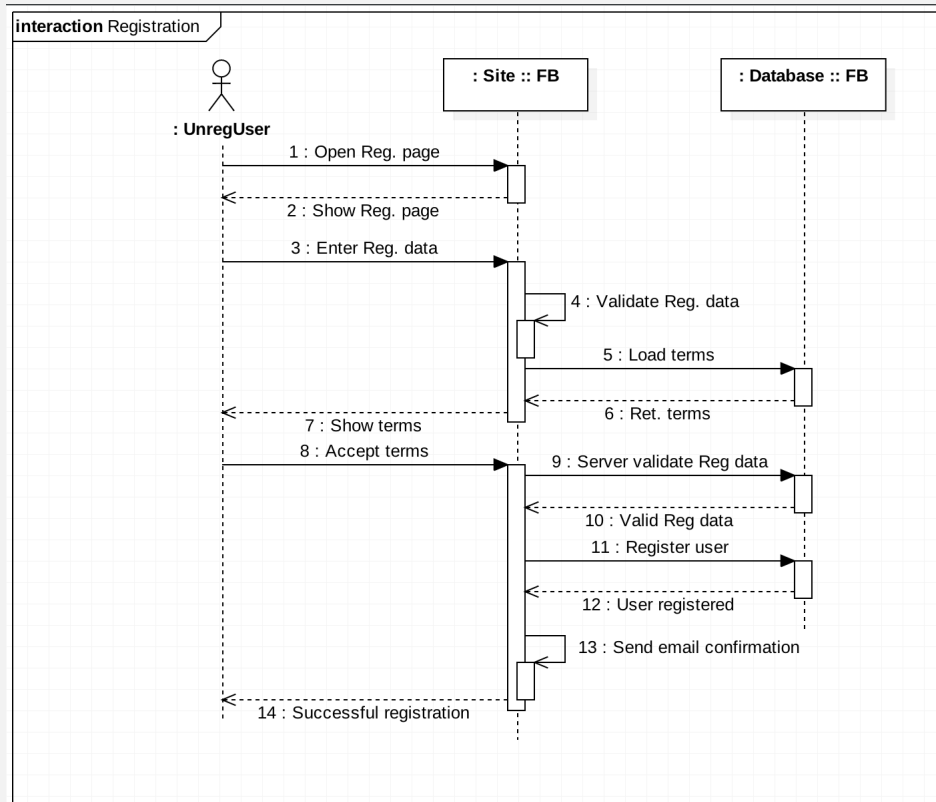 interaction Registration
: Site :: FB
: Database :: FB
: UnregUser
1 : Open Reg. page
2 : Show Reg. page
3 : Enter Reg. data
4 : Validate Reg. data
5 : Load terms
6 : Ret. terms
7 : Show terms
8 : Accept terms
9 : Server validate Reg data
10 : Valid Reg data
11 : Register user
12 : User registered
13 : Send email confirmation
14 : Successful registration